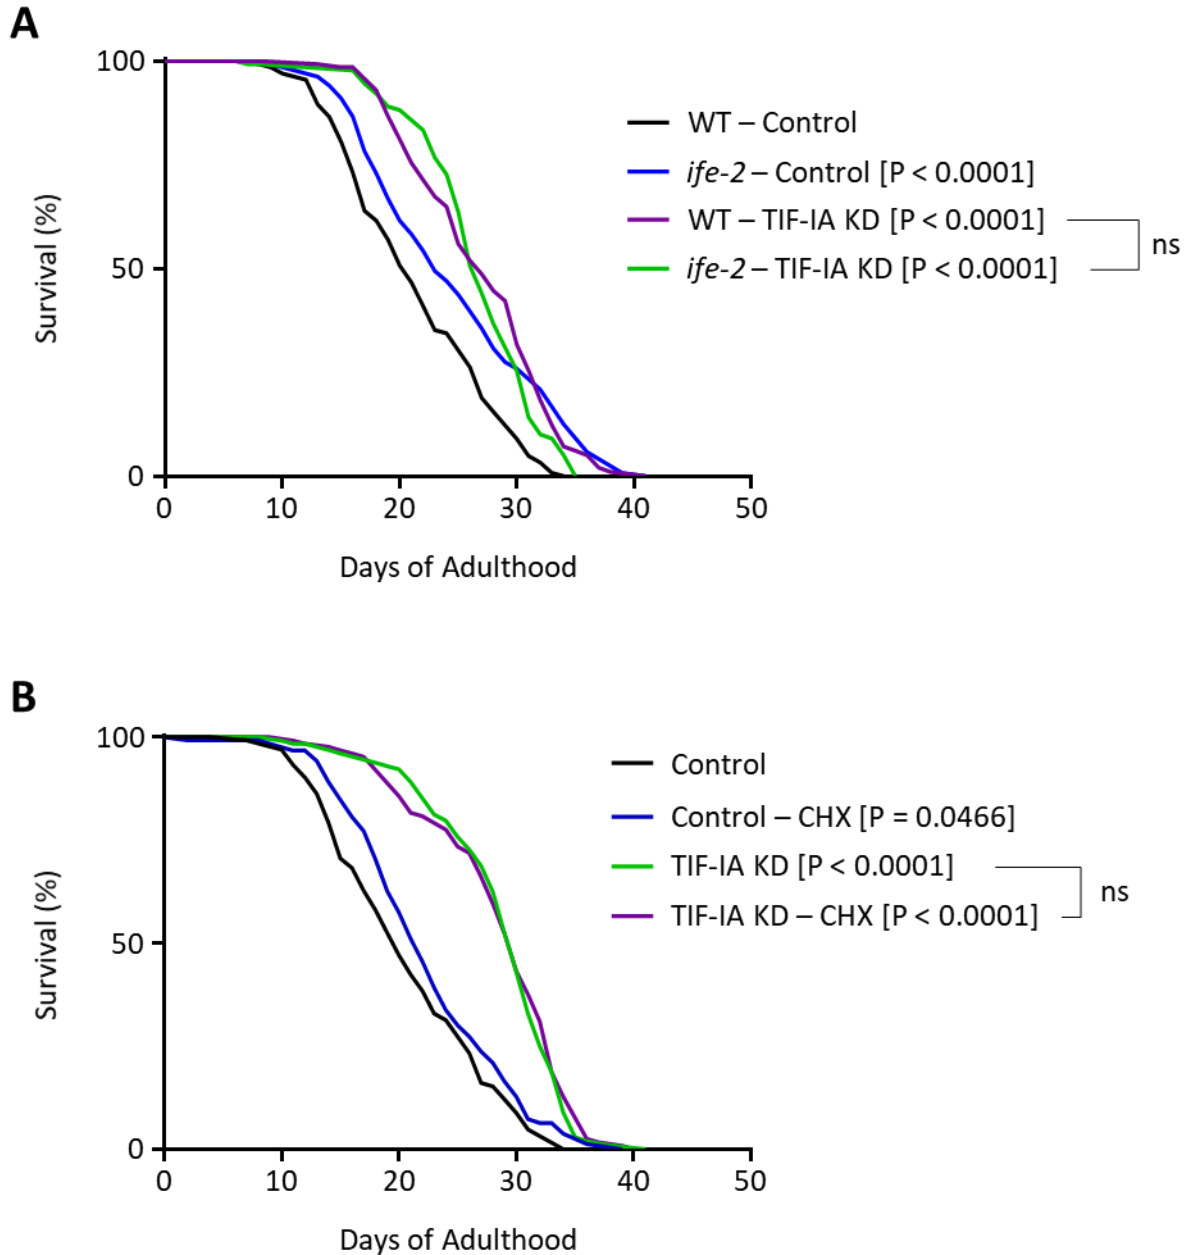 A
100
50
0
Survival (%)
0 10 20 30 40 50
Days of Adulthood
WT – Control
ife-2 – Control [P < 0.0001]
WT – TIF-IA KD [P < 0.0001]
ife-2 – TIF-IA KD [P < 0.0001]
ns
B
100
50
0
Survival (%)
0 10 20 30 40 50
Days of Adulthood
Control
Control – CHX [P = 0.0466]
TIF-IA KD [P < 0.0001]
TIF-IA KD – CHX [P < 0.0001]
ns